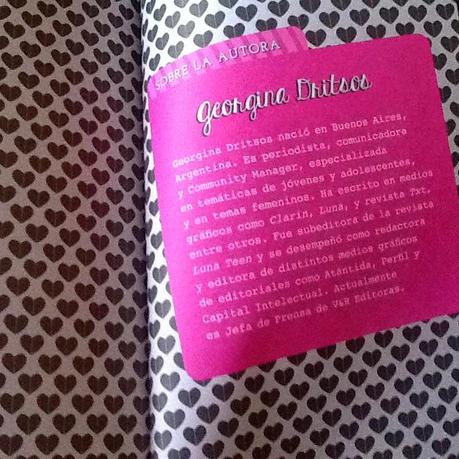 SOBRE LA AUTORA
Georgina Dritsos
Georgina Dritsos nació en Buenos Aires,
Argentina. Es periodista, comunicadora
y Community Manager, especializada
en temáticas de jóvenes y adolescentes,
y en temas femeninos. Ha escrito en medios
gráficos como Clarín, Luna, y revista Txt,
entre otros. Fue subeditora de la revista
Luna Teen y se desempeñó como redactora
y editora de distintos medios gráficos
de editoriales como Atántida, Perfil y
Capital Intelectual. Actualmente
es Jefa de Prensa de V&R Editoras.